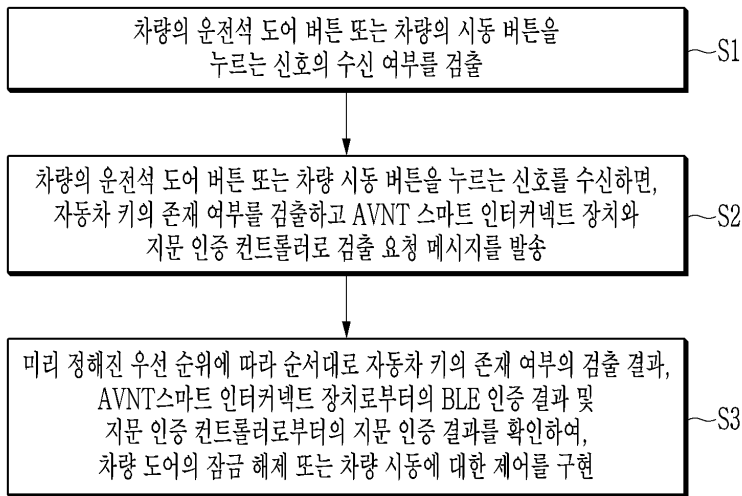 차량의 운전석 도어 버튼 또는 차량의 시동 버튼을
누르는 신호의 수신 여부를 검출
S1
차량의 운전석 도어 버튼 또는 차량 시동 버튼을 누르는 신호를 수신하면,
자동차 키의 존재 여부를 검출하고 AVNT 스마트 인터커넥트 장치와
지문 인증 컨트롤러로 검출 요청 메시지를 발송
S2
미리 정해진 우선 순위에 따라 순서대로 자동차 키의 존재 여부의 검출 결과,
AVNT스마트 인터커넥트 장치로부터의 BLE 인증 결과 및
지문 인증 컨트롤러로부터의 지문 인증 결과를 확인하여,
차량 도어의 잠금 해제 또는 차량 시동에 대한 제어를 구현
S3